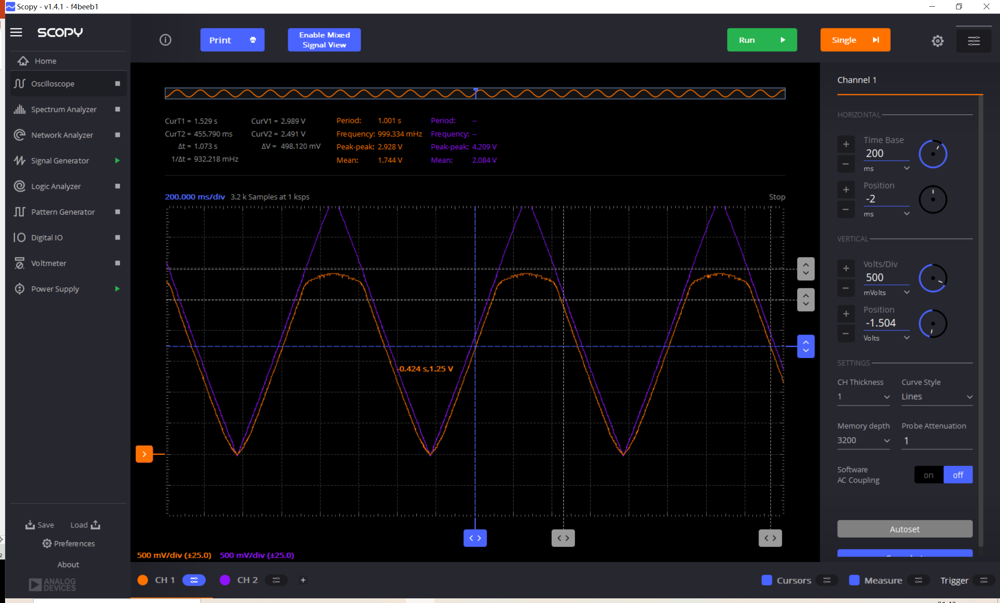 Scopy - v1.4.1 - f4beeb1
SCOPY
Print
Enable Mixed
Signal View
Run
Single
Home
Oscilloscope
Spectrum Analyzer
Network Analyzer
Signal Generator
Logic Analyzer
Pattern Generator
Digital IO
Voltmeter
Power Supply
Save
Load
Preferences
About
ANALOG
DEVICES
CurT1 = 1.529 s
CurT2 = 455.790 ms
Δt = 1.073 s
1/Δt = 932.218 mHz
CurV1 = 2.989 V
CurV2 = 2.491 V
ΔV = 498.120 mV
Period: 1.001 s
Frequency: 999.334 mHz
Peak-peak: 2.928 V
Mean: 1.744 V
Period: --
Frequency: --
Peak-peak: 4.209 V
Mean: 2.084 V
200.000 ms/div 3.2 k Samples at 1 ksps
Stop
-0.424 s,1.25 V
500 mV/div (±25.0) 500 mV/div (±25.0)
CH 1
CH 2
+
Cursors
Measure
Trigger
Channel 1
HORIZONTAL
Time Base
200
ms
Position
-2
ms
VERTICAL
Volts/Div
500
mVolts
Position
-1.504
Volts
SETTINGS
CH Thickness
1
Curve Style
Lines
Memory depth
3200
Probe Attenuation
1
Software
AC Coupling
on
off
Autoset